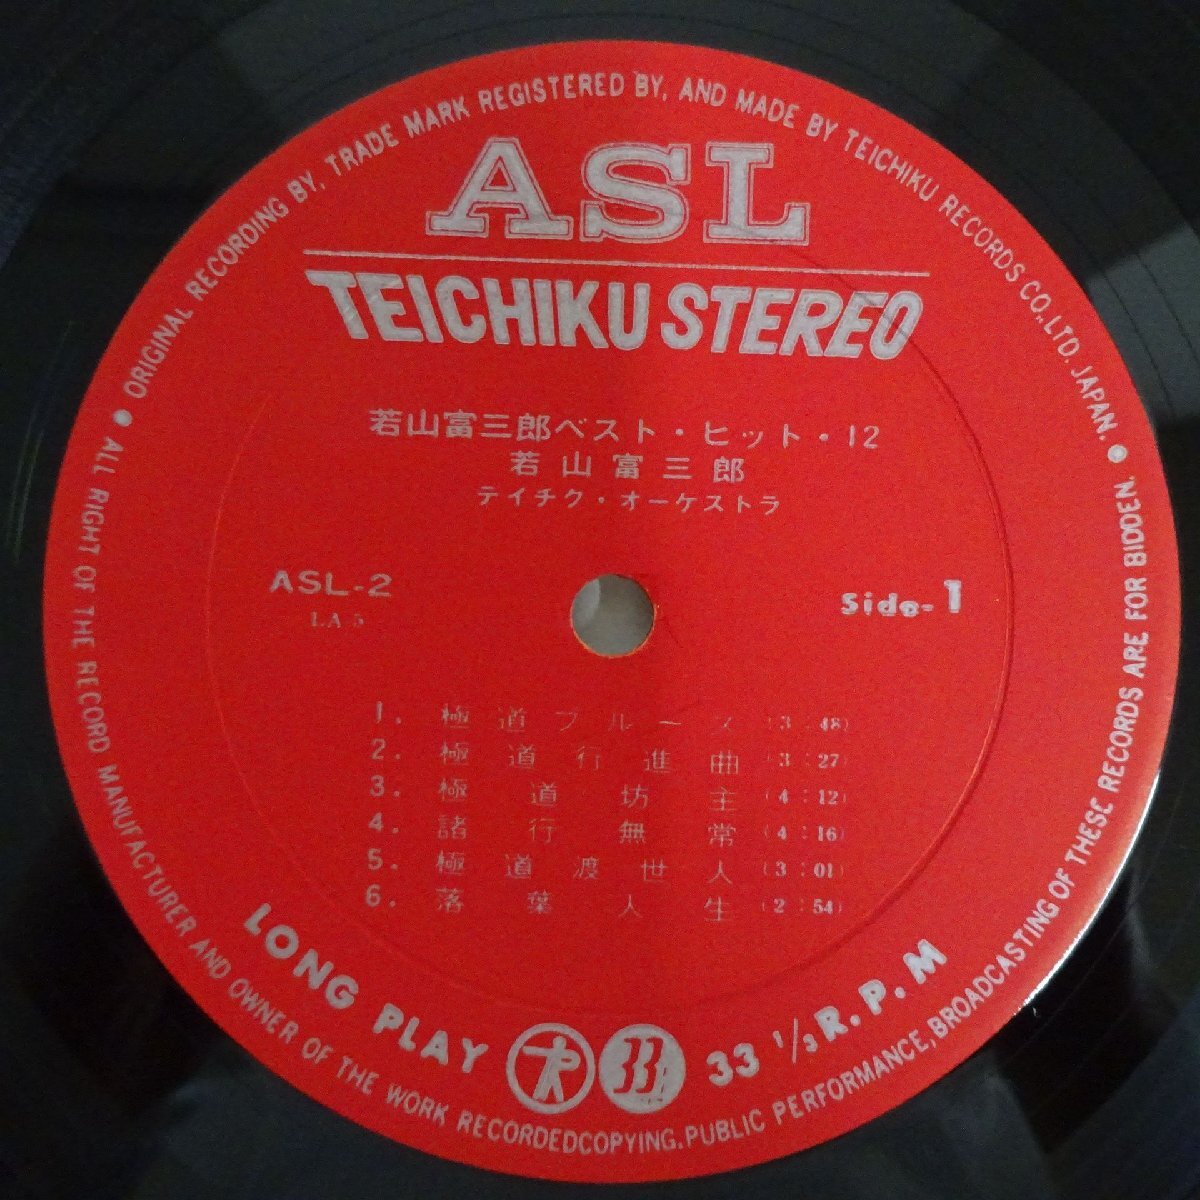 ● ORIGINAL RECORDING BY, TRADE MARK REGISTERED BY, AND MADE BY TEICHIKU RECORDS CO., LTD. JAPAN. ●
ASL
TEICHIKU STEREO
若山富三郎ベスト・ヒット・12
若山富三郎
テイチク・オーケストラ
ASL-2
LA 5
Side-1
1. 極道ブルース (3:48)
2. 極道行進曲 (3:27)
3. 極道坊主 (4:12)
4. 諸行無常 (4:16)
5. 極道渡世人 (3:01)
6. 落葉人生 (2:54)
LONG PLAY 33 1/3 R.P.M
33
ALL RIGHT OF THE RECORD MANUFACTURER AND OWNER OF THE WORK RECORDEDCOPYING. PUBLIC PERFORMANCE, BROADCASTING OF THESE RECORDS ARE FOR BIDDEN.